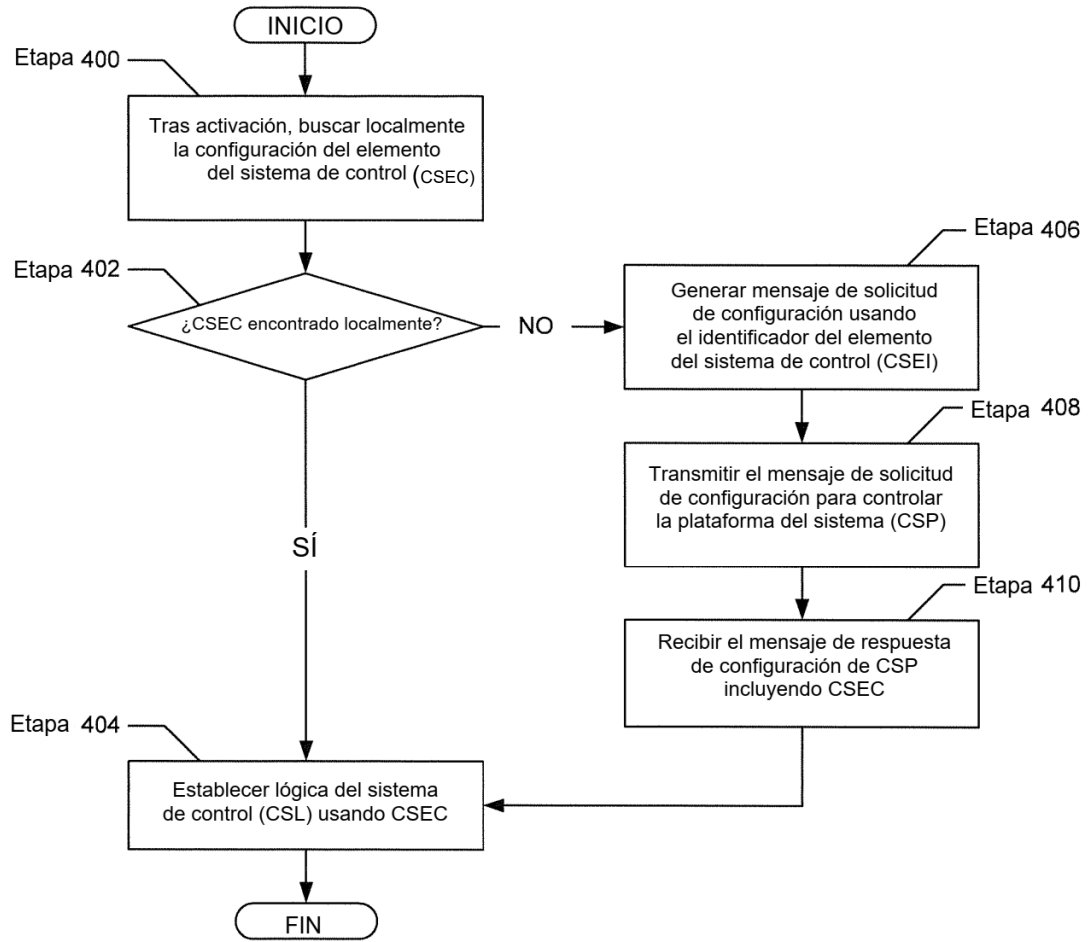 INICIO
Etapa 400
Tras activación, buscar localmente
la configuración del elemento
del sistema de control (CSEC)
Etapa 402
¿CSEC encontrado localmente?
NO
Etapa 406
Generar mensaje de solicitud
de configuración usando
el identificador del elemento
del sistema de control (CSEI)
Etapa 408
Transmitir el mensaje de solicitud
de configuración para controlar
la plataforma del sistema (CSP)
SÍ
Etapa 410
Recibir el mensaje de respuesta
de configuración de CSP
incluyendo CSEC
Etapa 404
Establecer lógica del sistema
de control (CSL) usando CSEC
FIN